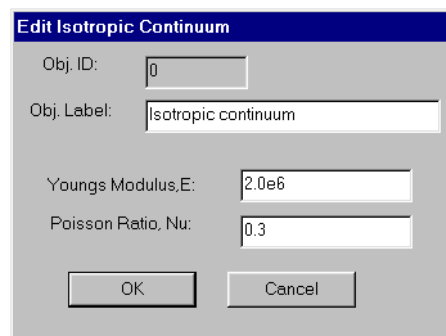 Edit Isotropic Continuum
Obj. ID: 0
Obj. Label: Isotropic continuum
Youngs Modulus,E: 2.0e6
Poisson Ratio, Nu: 0.3
OK Cancel